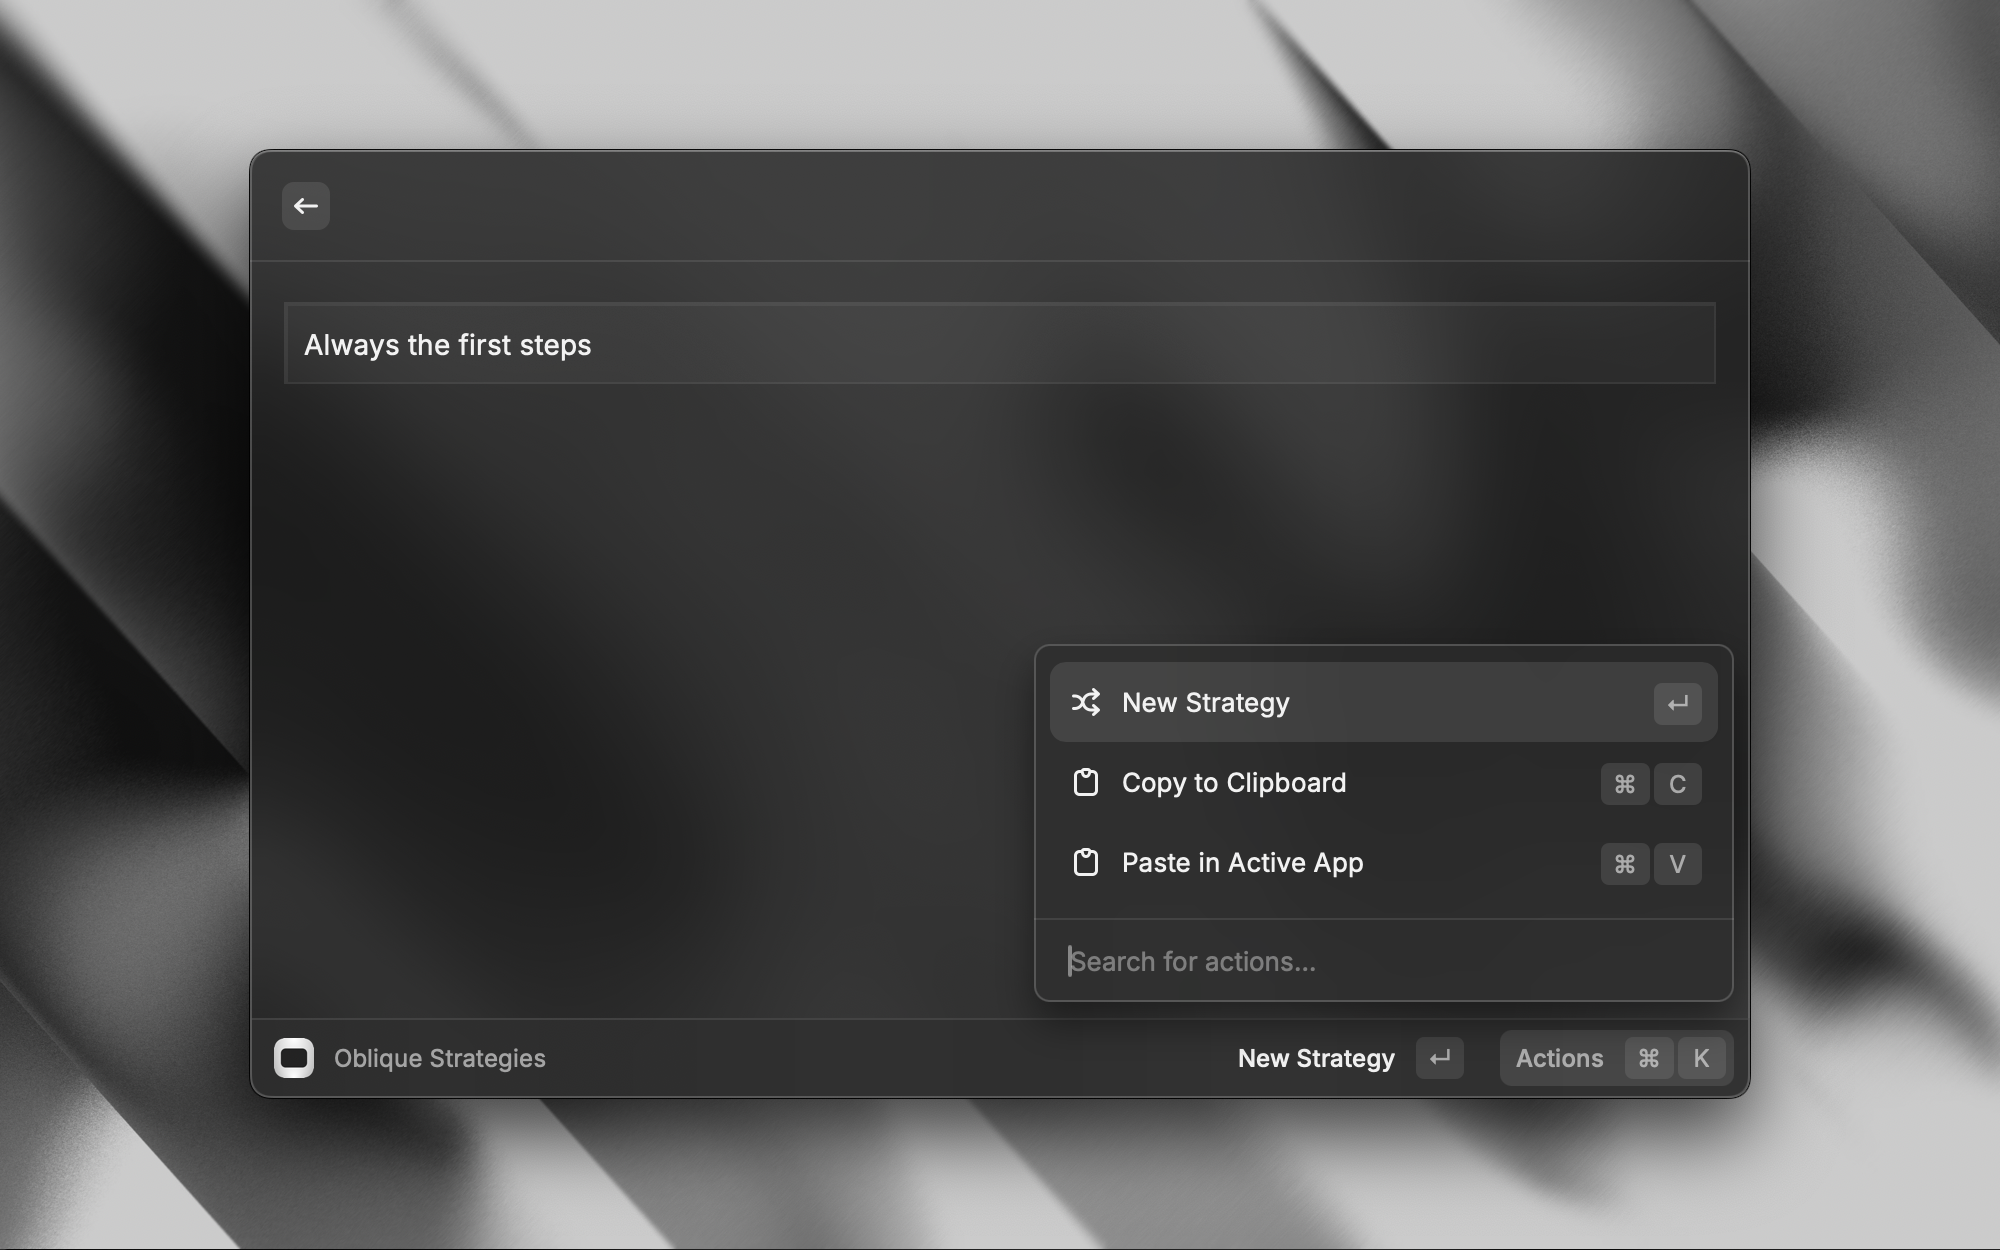 Always the first steps
New Strategy ↵
Copy to Clipboard ⌘ C
Paste in Active App ⌘ V
Search for actions...
Oblique Strategies New Strategy ↵ Actions ⌘ K